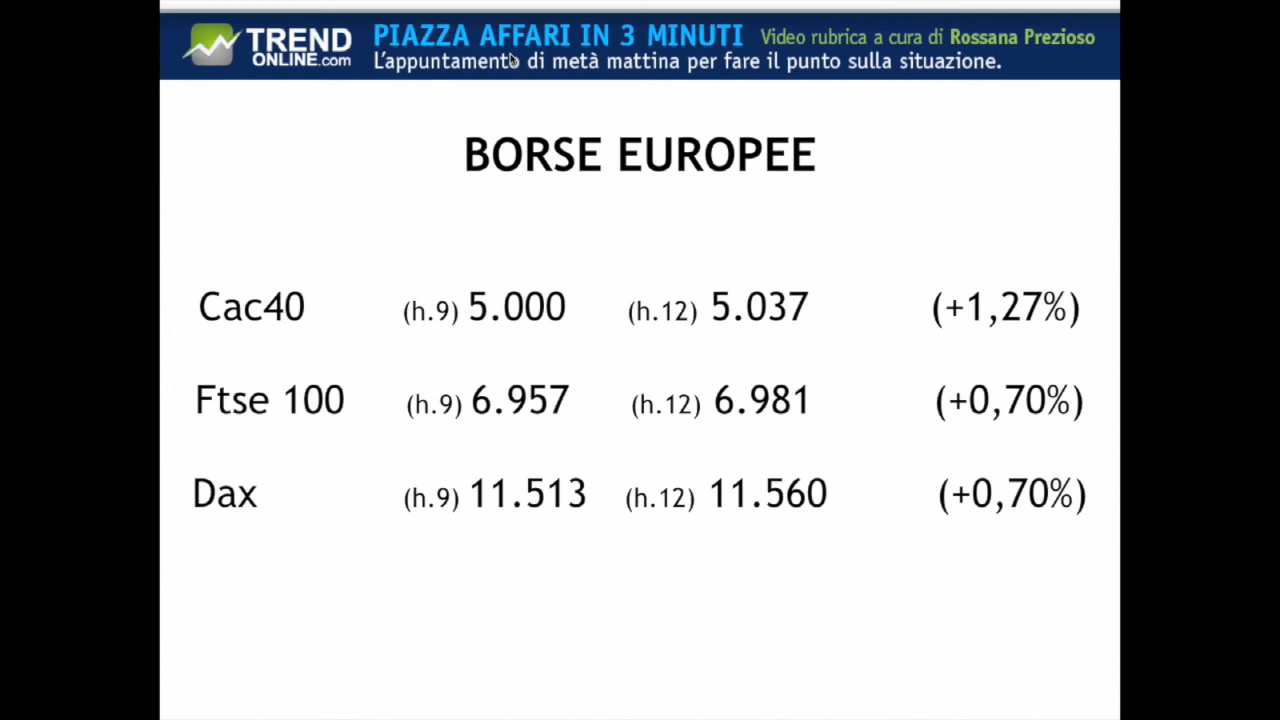 TREND
ONLINE.com
PIAZZA AFFARI IN 3 MINUTI Video rubrica a cura di Rossana Prezioso
L'appuntamento di metà mattina per fare il punto sulla situazione.
BORSE EUROPEE
Cac40 (h.9) 5.000 (h.12) 5.037 (+1,27%)
Ftse 100 (h.9) 6.957 (h.12) 6.981 (+0,70%)
Dax (h.9) 11.513 (h.12) 11.560 (+0,70%)